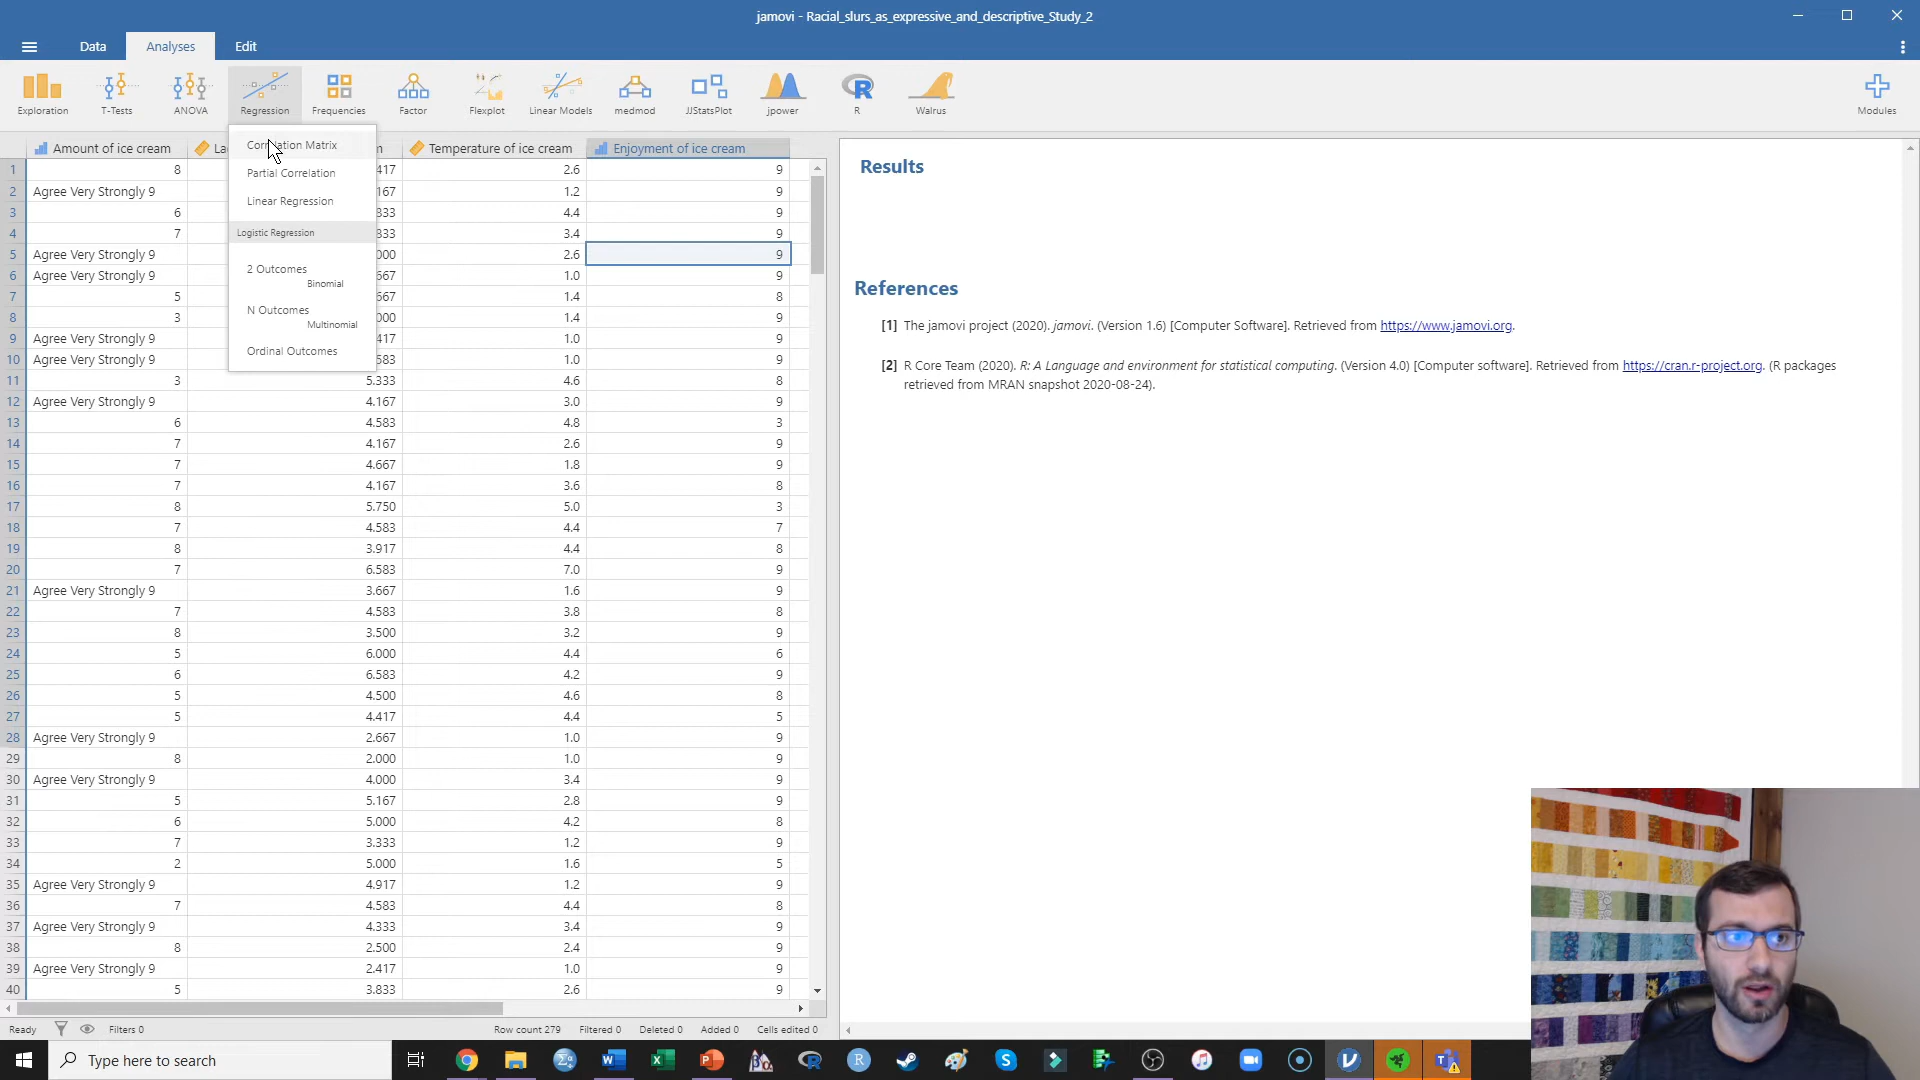 jamovi - Racial_slurs_as_expressive_and_descriptive_Study_2
Data Analyses Edit
Exploration T-Tests ANOVA Regression Frequencies Factor Flexplot Linear Models medmod JJStatsPlot jpower R Walrus Modules
Correlation Matrix
Partial Correlation
Linear Regression
Logistic Regression
2 Outcomes
Binomial
N Outcomes
Multinomial
Ordinal Outcomes
Amount of ice cream La m Temperature of ice cream Enjoyment of ice cream
1 8 417 2.6 9
2 Agree Very Strongly 9 167 1.2 9
3 6 333 4.4 9
4 7 333 3.4 9
5 Agree Very Strongly 9 000 2.6 9
6 Agree Very Strongly 9 667 1.0 9
7 5 667 1.4 8
8 3 000 1.4 9
9 Agree Very Strongly 9 417 1.0 9
10 Agree Very Strongly 9 583 1.0 9
11 3 5.333 4.6 8
12 Agree Very Strongly 9 4.167 3.0 9
13 6 4.583 4.8 3
14 7 4.167 2.6 9
15 7 4.667 1.8 9
16 7 4.167 3.6 8
17 8 5.750 5.0 3
18 7 4.583 4.4 7
19 8 3.917 4.4 8
20 7 6.583 7.0 9
21 Agree Very Strongly 9 3.667 1.6 9
22 7 4.583 3.8 8
23 8 3.500 3.2 9
24 5 6.000 4.4 6
25 6 6.583 4.2 9
26 5 4.500 4.6 8
27 5 4.417 4.4 5
28 Agree Very Strongly 9 2.667 1.0 9
29 8 2.000 1.0 9
30 Agree Very Strongly 9 4.000 3.4 9
31 5 5.167 2.8 9
32 6 5.000 4.2 8
33 7 3.333 1.2 9
34 2 5.000 1.6 5
35 Agree Very Strongly 9 4.917 1.2 9
36 7 4.583 4.4 8
37 Agree Very Strongly 9 4.333 3.4 9
38 8 2.500 2.4 9
39 Agree Very Strongly 9 2.417 1.0 9
40 5 3.833 2.6 9
Ready Filters 0 Row count 279 Filtered 0 Deleted 0 Added 0 Cells edited 0
Results
References
[1] The jamovi project (2020). jamovi. (Version 1.6) [Computer Software]. Retrieved from https://www.jamovi.org.
[2] R Core Team (2020). R: A Language and environment for statistical computing. (Version 4.0) [Computer software]. Retrieved from https://cran.r-project.org. (R packages
retrieved from MRAN snapshot 2020-08-24).
Type here to search